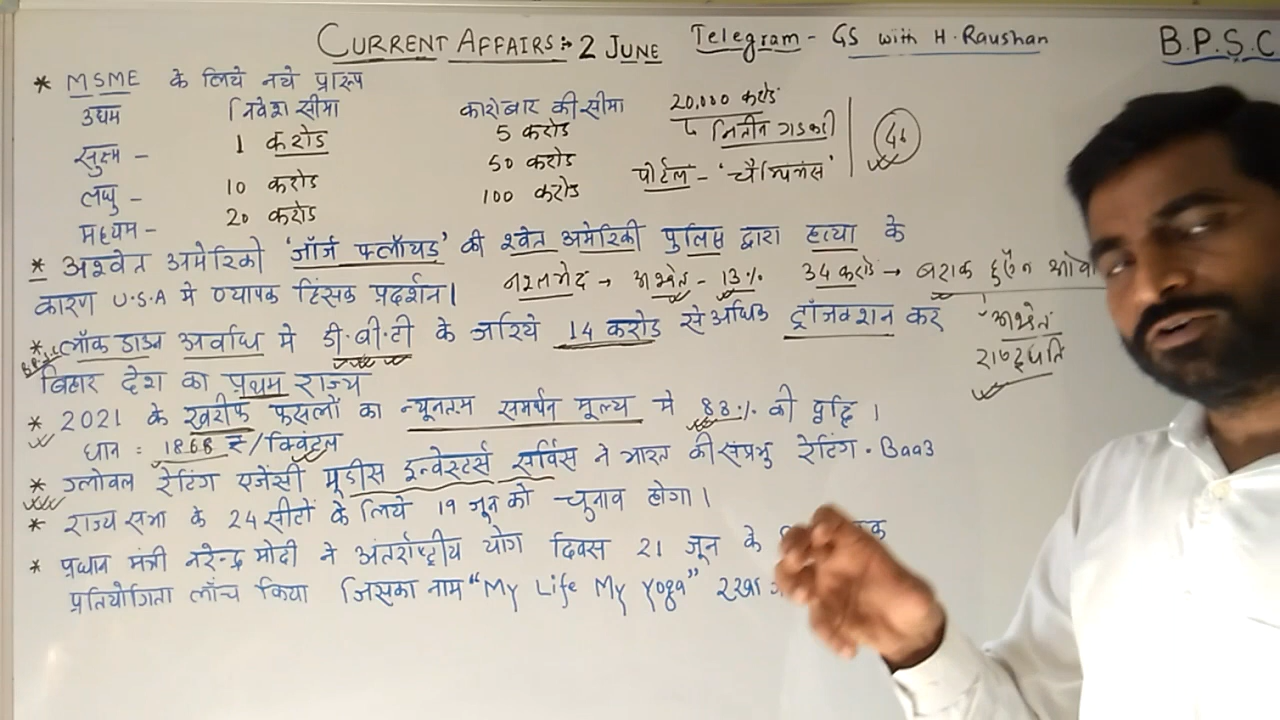 CURRENT AFFAIRS :- 2 JUNE Telegram - GS with H. Raushan B.P.S.C
* MSME के लिये नये प्रारूप
उद्यम निवेश सीमा कारोबार की सीमा 20,000 करोड़
सुक्ष्म - 1 करोड 5 करोड नितीन गडकरी
लघु - 10 करोड 50 करोड पोर्टल - 'चैम्पियंस'
मध्यम - 20 करोड 100 करोड
* अश्वेत अमेरिकी 'जॉर्ज फ्लॉयड' की श्वेत अमेरिकी पुलिस द्वारा हत्या के
कारण U.S.A मे व्यापक हिंसक प्रदर्शन। नश्लभेद → अश्वेत - 13% 34 करोड़ → बराक हुसैन ओबा
* लॉक डाउन अवधि मे डी.बी.टी के जरिये 14 करोड से अधिक ट्रॉंजक्शन कर अश्वेत
B.P.S.C बिहार देश का प्रथम राज्य राष्ट्रपति
* 2021 के खरीफ फसलों का न्यूनतम समर्थन मूल्य मे 83% की वृद्धि।
धान : 1868 ₹/क्विंटल
* ग्लोबल रेटिंग एजेंसी मूडीस इन्वेस्टर्स सर्विस ने भारत की संप्रभु रेटिंग • Baa3
* राज्य सभा के 24 सीटों के लिये 19 जून को चुनाव होगा।
* प्रधान मंत्री नरेन्द्र मोदी ने अंतर्राष्ट्रीय योग दिवस 21 जून के
प्रतियोगिता लॉंच किया जिसका नाम "My Life My Yoga" रखा